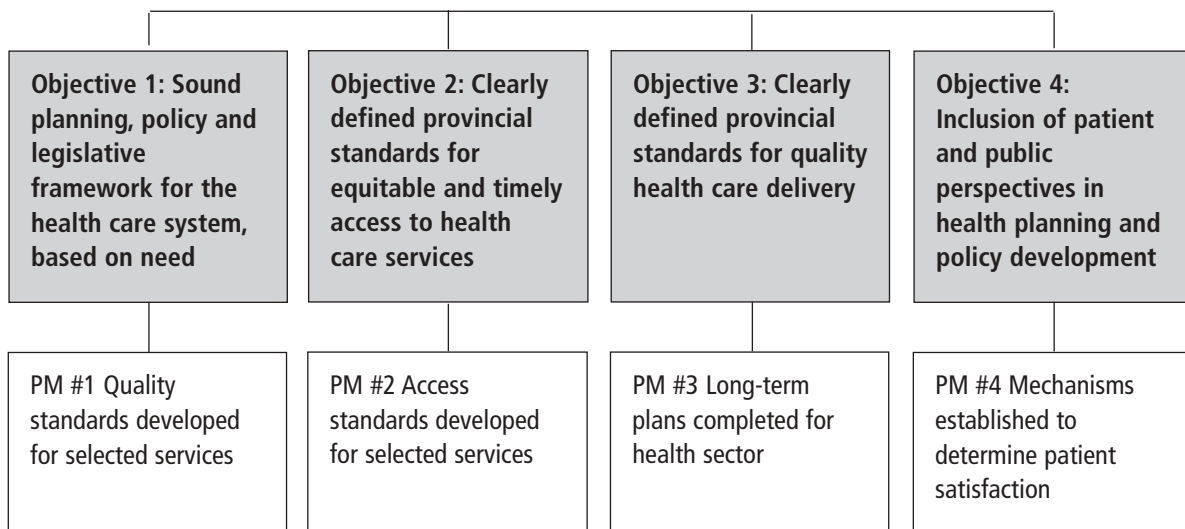 Objective 1: Sound
planning, policy and
legislative
framework for the
health care system,
based on need
Objective 2: Clearly
defined provincial
standards for
equitable and timely
access to health
care services
Objective 3: Clearly
defined provincial
standards for quality
health care delivery
Objective 4:
Inclusion of patient
and public
perspectives in
health planning and
policy development
PM #1 Quality
standards developed
for selected services
PM #2 Access
standards developed
for selected services
PM #3 Long-term
plans completed for
health sector
PM #4 Mechanisms
established to
determine patient
satisfaction